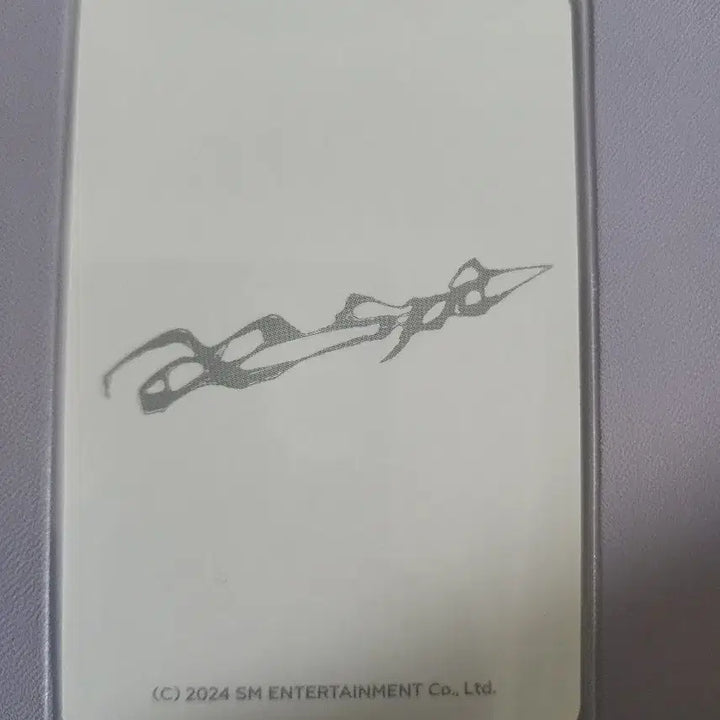 aespa
(C) 2024 SM ENTERTAINMENT Co., Ltd.